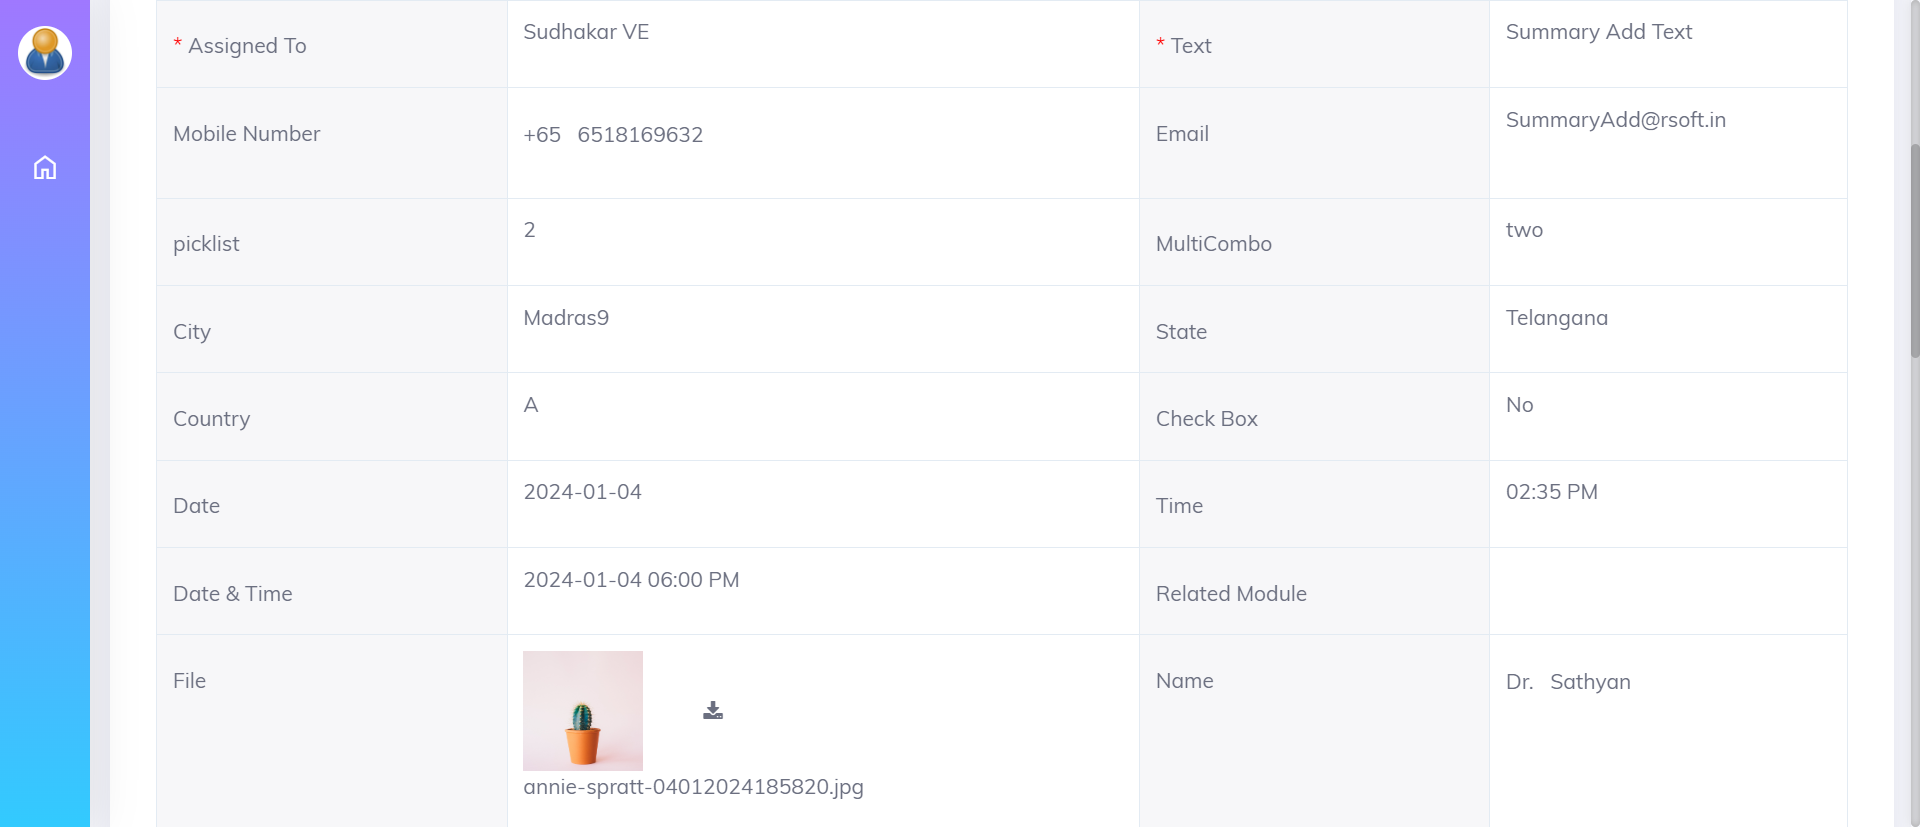 * Assigned To
Sudhakar VE
* Text
Summary Add Text
Mobile Number
+65 6518169632
Email
SummaryAdd@rsoft.in
picklist
2
MultiCombo
two
City
Madras9
State
Telangana
Country
A
Check Box
No
Date
2024-01-04
Time
02:35 PM
Date & Time
2024-01-04 06:00 PM
Related Module
File
annie-spratt-04012024185820.jpg
Name
Dr. Sathyan